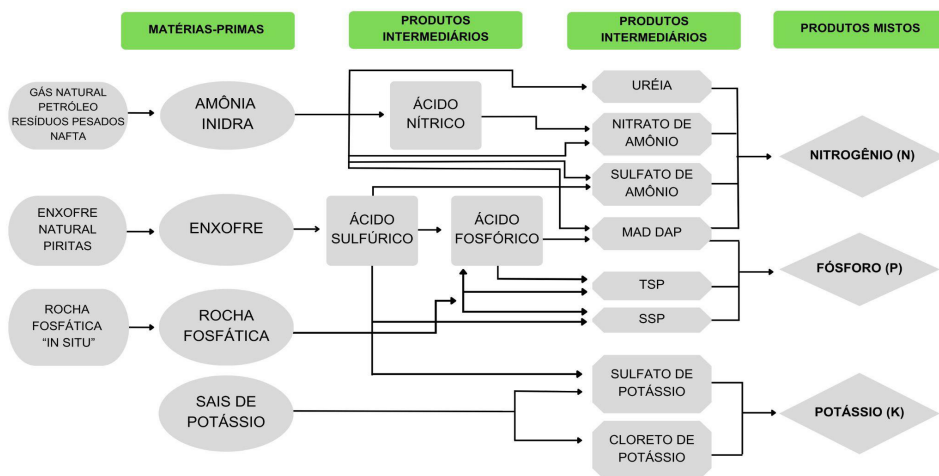 MATÉRIAS-PRIMAS
PRODUTOS
INTERMEDIÁRIOS
PRODUTOS
INTERMEDIÁRIOS
PRODUTOS MISTOS
GÁS NATURAL
PETRÓLEO
RESÍDUOS PESADOS
NAFTA
AMÔNIA
INIDRA
ÁCIDO
NÍTRICO
URÉIA
NITRATO DE
AMÔNIO
SULFATO DE
AMÔNIO
NITROGÊNIO (N)
ENXOFRE
NATURAL
PIRITAS
ENXOFRE
ÁCIDO
SULFÚRICO
ÁCIDO
FOSFÓRICO
MAD DAP
FÓSFORO (P)
ROCHA
FOSFÁTICA
“IN SITU”
ROCHA
FOSFÁTICA
TSP
SSP
SAIS DE
POTÁSSIO
SULFATO DE
POTÁSSIO
CLORETO DE
POTÁSSIO
POTÁSSIO (K)